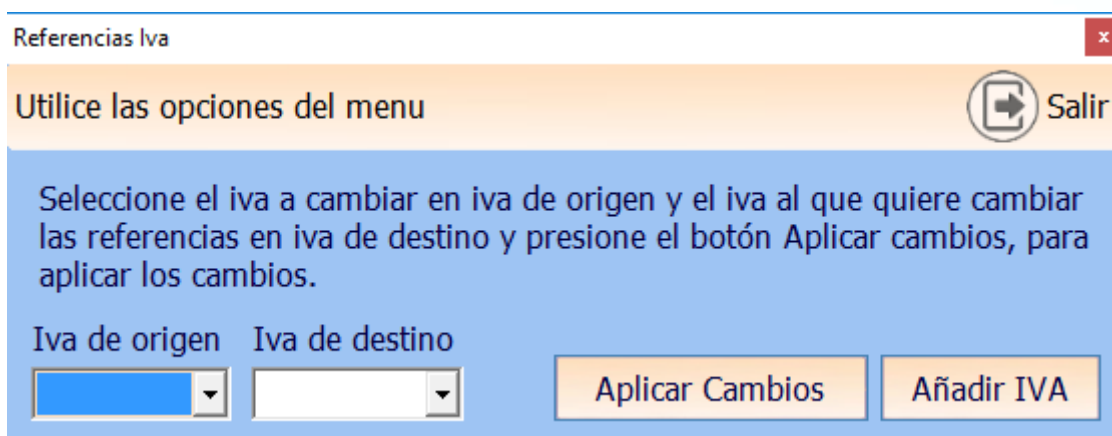 Referencias Iva
x
Utilice las opciones del menu
Salir
Seleccione el iva a cambiar en iva de origen y el iva al que quiere cambiar
las referencias en iva de destino y presione el botón Aplicar cambios, para
aplicar los cambios.
Iva de origen Iva de destino
Aplicar Cambios Añadir IVA